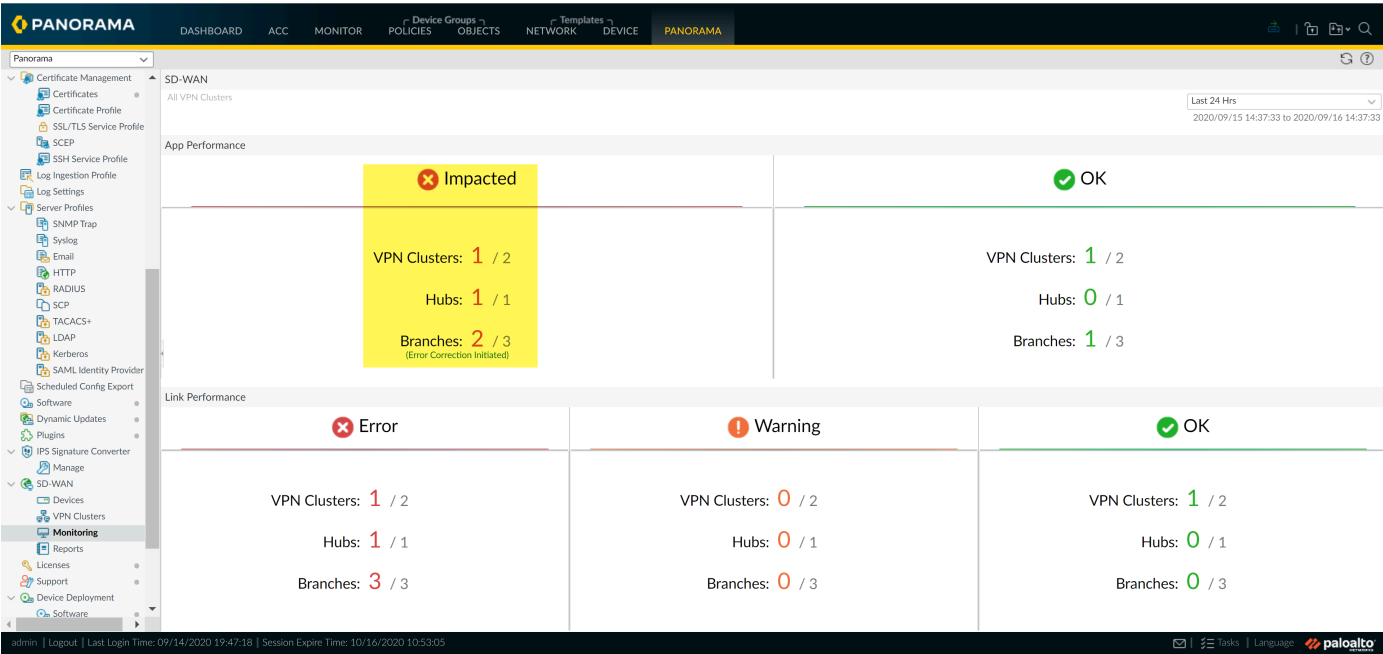 PANORAMA
Device Groups
Templates
DASHBOARD ACC MONITOR POLICIES OBJECTS NETWORK DEVICE PANORAMA
Panorama
Certificate Management
Certificates
Certificate Profile
SSL/TLS Service Profile
SCEP
SSH Service Profile
Log Ingestion Profile
Log Settings
Server Profiles
SNMP Trap
Syslog
Email
HTTP
RADIUS
SCP
TACACS+
LDAP
Kerberos
SAML Identity Provider
Scheduled Config Export
Software
Dynamic Updates
Plugins
IPS Signature Converter
Manage
SD-WAN
Devices
VPN Clusters
Monitoring
Reports
Licenses
Support
Device Deployment
Software
SD-WAN
All VPN Clusters
Last 24 Hrs
2020/09/15 14:37:33 to 2020/09/16 14:37:33
App Performance
Impacted
VPN Clusters: 1 / 2
Hubs: 1 / 1
Branches: 2 / 3
(Error Correction Initiated)
OK
VPN Clusters: 1 / 2
Hubs: 0 / 1
Branches: 1 / 3
Link Performance
Error
VPN Clusters: 1 / 2
Hubs: 1 / 1
Branches: 3 / 3
Warning
VPN Clusters: 0 / 2
Hubs: 0 / 1
Branches: 0 / 3
OK
VPN Clusters: 1 / 2
Hubs: 0 / 1
Branches: 0 / 3
admin | Logout | Last Login Time: 09/14/2020 19:47:18 | Session Expire Time: 10/16/2020 10:53:05
Tasks | Language
paloalto
NETWORKS